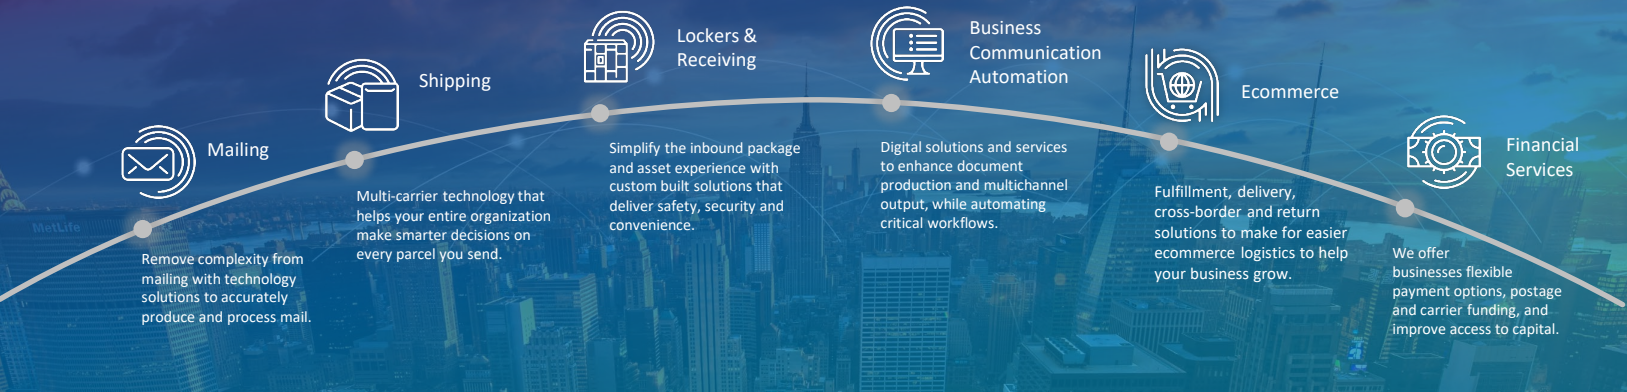 Mailing
Remove complexity from
mailing with technology
solutions to accurately
produce and process mail.
Shipping
Multi-carrier technology that
helps your entire organization
make smarter decisions on
every parcel you send.
Lockers &
Receiving
Simplify the inbound package
and asset experience with
custom built solutions that
deliver safety, security and
convenience.
Business
Communication
Automation
Digital solutions and services
to enhance document
production and multichannel
output, while automating
critical workflows.
Ecommerce
Fulfillment, delivery,
cross-border and return
solutions to make for easier
ecommerce logistics to help
your business grow.
Financial
Services
We offer
businesses flexible
payment options, postage
and carrier funding, and
improve access to capital.
MetLife